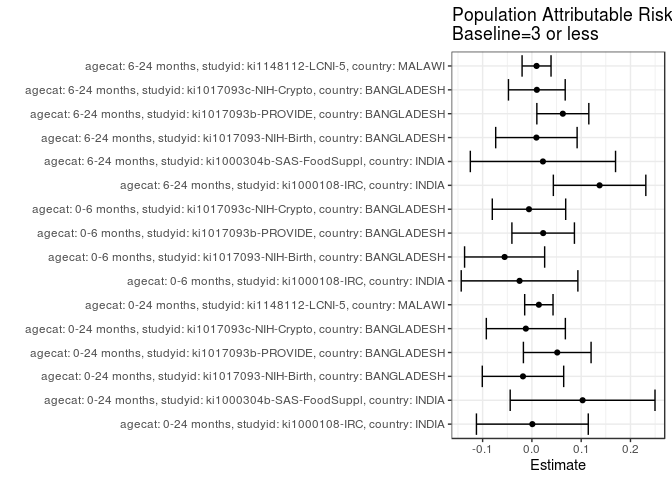 Population Attributable Risk
Baseline=3 or less
agecat: 6-24 months, studyid: ki1148112-LCNI-5, country: MALAWI
agecat: 6-24 months, studyid: ki1017093c-NIH-Crypto, country: BANGLADESH
agecat: 6-24 months, studyid: ki1017093b-PROVIDE, country: BANGLADESH
agecat: 6-24 months, studyid: ki1017093-NIH-Birth, country: BANGLADESH
agecat: 6-24 months, studyid: ki1000304b-SAS-FoodSuppl, country: INDIA
agecat: 6-24 months, studyid: ki1000108-IRC, country: INDIA
agecat: 0-6 months, studyid: ki1017093c-NIH-Crypto, country: BANGLADESH
agecat: 0-6 months, studyid: ki1017093b-PROVIDE, country: BANGLADESH
agecat: 0-6 months, studyid: ki1017093-NIH-Birth, country: BANGLADESH
agecat: 0-6 months, studyid: ki1000108-IRC, country: INDIA
agecat: 0-24 months, studyid: ki1148112-LCNI-5, country: MALAWI
agecat: 0-24 months, studyid: ki1017093c-NIH-Crypto, country: BANGLADESH
agecat: 0-24 months, studyid: ki1017093b-PROVIDE, country: BANGLADESH
agecat: 0-24 months, studyid: ki1017093-NIH-Birth, country: BANGLADESH
agecat: 0-24 months, studyid: ki1000304b-SAS-FoodSuppl, country: INDIA
agecat: 0-24 months, studyid: ki1000108-IRC, country: INDIA
-0.1 0.0 0.1 0.2
Estimate